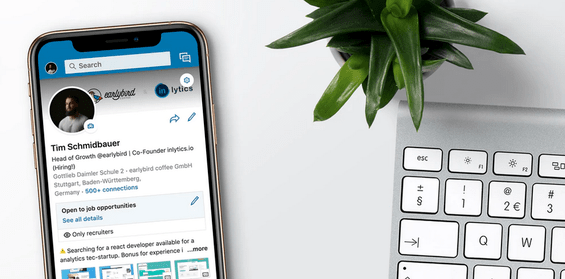 Search
earlybird
in lytics
Tim Schmidbauer
Head of Growth @earlybird | Co-Founder inlytics.io
(Hiring!)
Gottlieb Daimler Schule 2 • earlybird coffee GmbH
Stuttgart, Baden-Württemberg,
Germany • 500+ connections
Open to job opportunities
See all details
Only recruiters
Searching for a react developer available for a
analytics tec-startup. Bonus for experience i ...more
esc F1 F2
± § ! 1 @ 2 € £ 3
Q W E
A